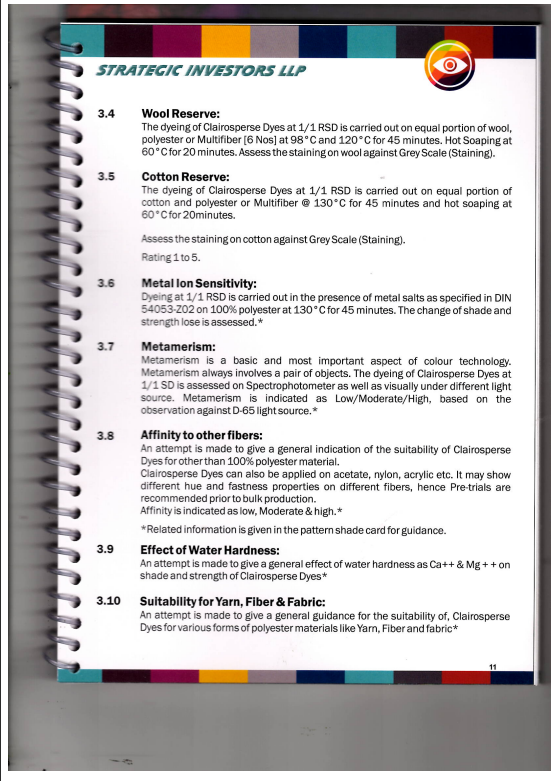 STRATEGIC INVESTORS LLP
3.4 Wool Reserve:
The dyeing of Clairosperse Dyes at 1/1 RSD is carried out on equal portion of wool,
polyester or Multifiber [6 Nos] at 98°C and 120°C for 45 minutes. Hot Soaping at
60°C for 20 minutes. Assess the staining on wool against Grey Scale (Staining).
3.5 Cotton Reserve:
The dyeing of Clairosperse Dyes at 1/1 RSD is carried out on equal portion of
cotton and polyester or Multifiber @ 130°C for 45 minutes and hot soaping at
60°C for 20minutes.
Assess the staining on cotton against Grey Scale (Staining).
Rating 1 to 5.
3.6 Metal Ion Sensitivity:
Dyeing at 1/1 RSD is carried out in the presence of metal salts as specified in DIN
54053-Z02 on 100% polyester at 130°C for 45 minutes. The change of shade and
strength lose is assessed.*
3.7 Metamerism:
Metamerism is a basic and most important aspect of colour technology.
Metamerism always involves a pair of objects. The dyeing of Clairosperse Dyes at
1/1 SD is assessed on Spectrophotometer as well as visually under different light
source. Metamerism is indicated as Low/Moderate/High, based on the
observation against D-65 light source.*
3.8 Affinity to other fibers:
An attempt is made to give a general indication of the suitability of Clairosperse
Dyes for other than 100% polyester material.
Clairosperse Dyes can also be applied on acetate, nylon, acrylic etc. It may show
different hue and fastness properties on different fibers, hence Pre-trials are
recommended prior to bulk production.
Affinity is indicated as low, Moderate & high.*
*Related information is given in the pattern shade card for guidance.
3.9 Effect of Water Hardness:
An attempt is made to give a general effect of water hardness as Ca++ & Mg + + on
shade and strength of Clairosperse Dyes*
3.10 Suitability for Yarn, Fiber & Fabric:
An attempt is made to give a general guidance for the suitability of, Clairosperse
Dyes for various forms of polyester materials like Yarn, Fiber and fabric*
11